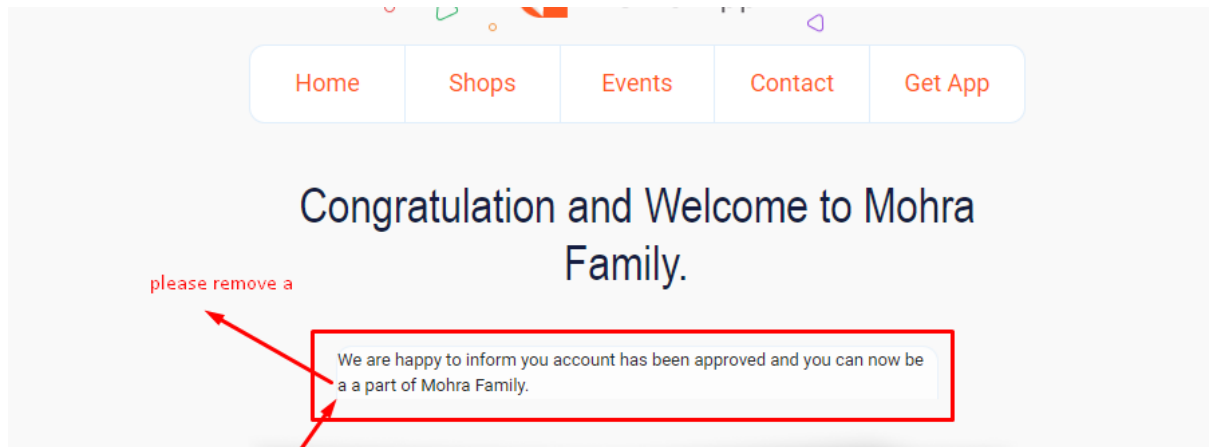 Home Shops Events Contact Get App
Congratulation and Welcome to Mohra
Family.
please remove a
We are happy to inform you account has been approved and you can now be
a a part of Mohra Family.